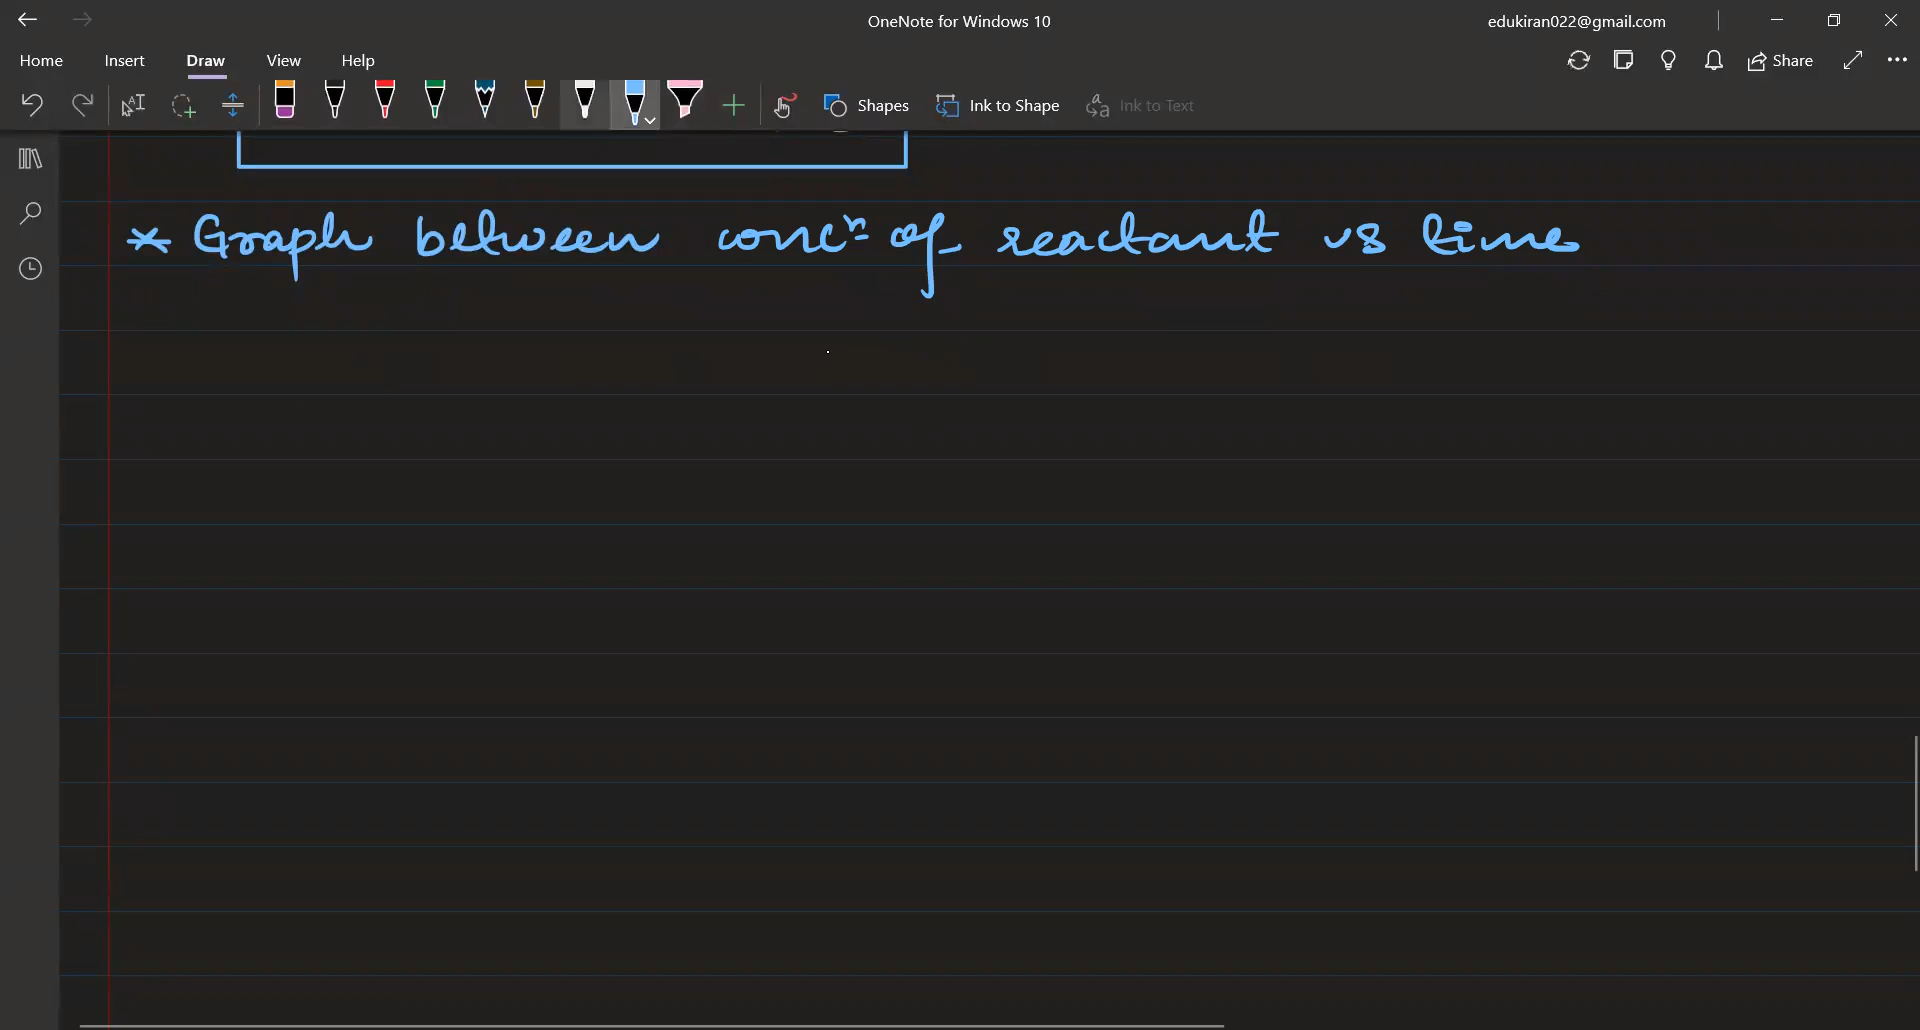 OneNote for Windows 10
edukiran022@gmail.com
Home Insert Draw View Help Share
Shapes Ink to Shape Ink to Text
* Graph between concⁿ of reactant vs time